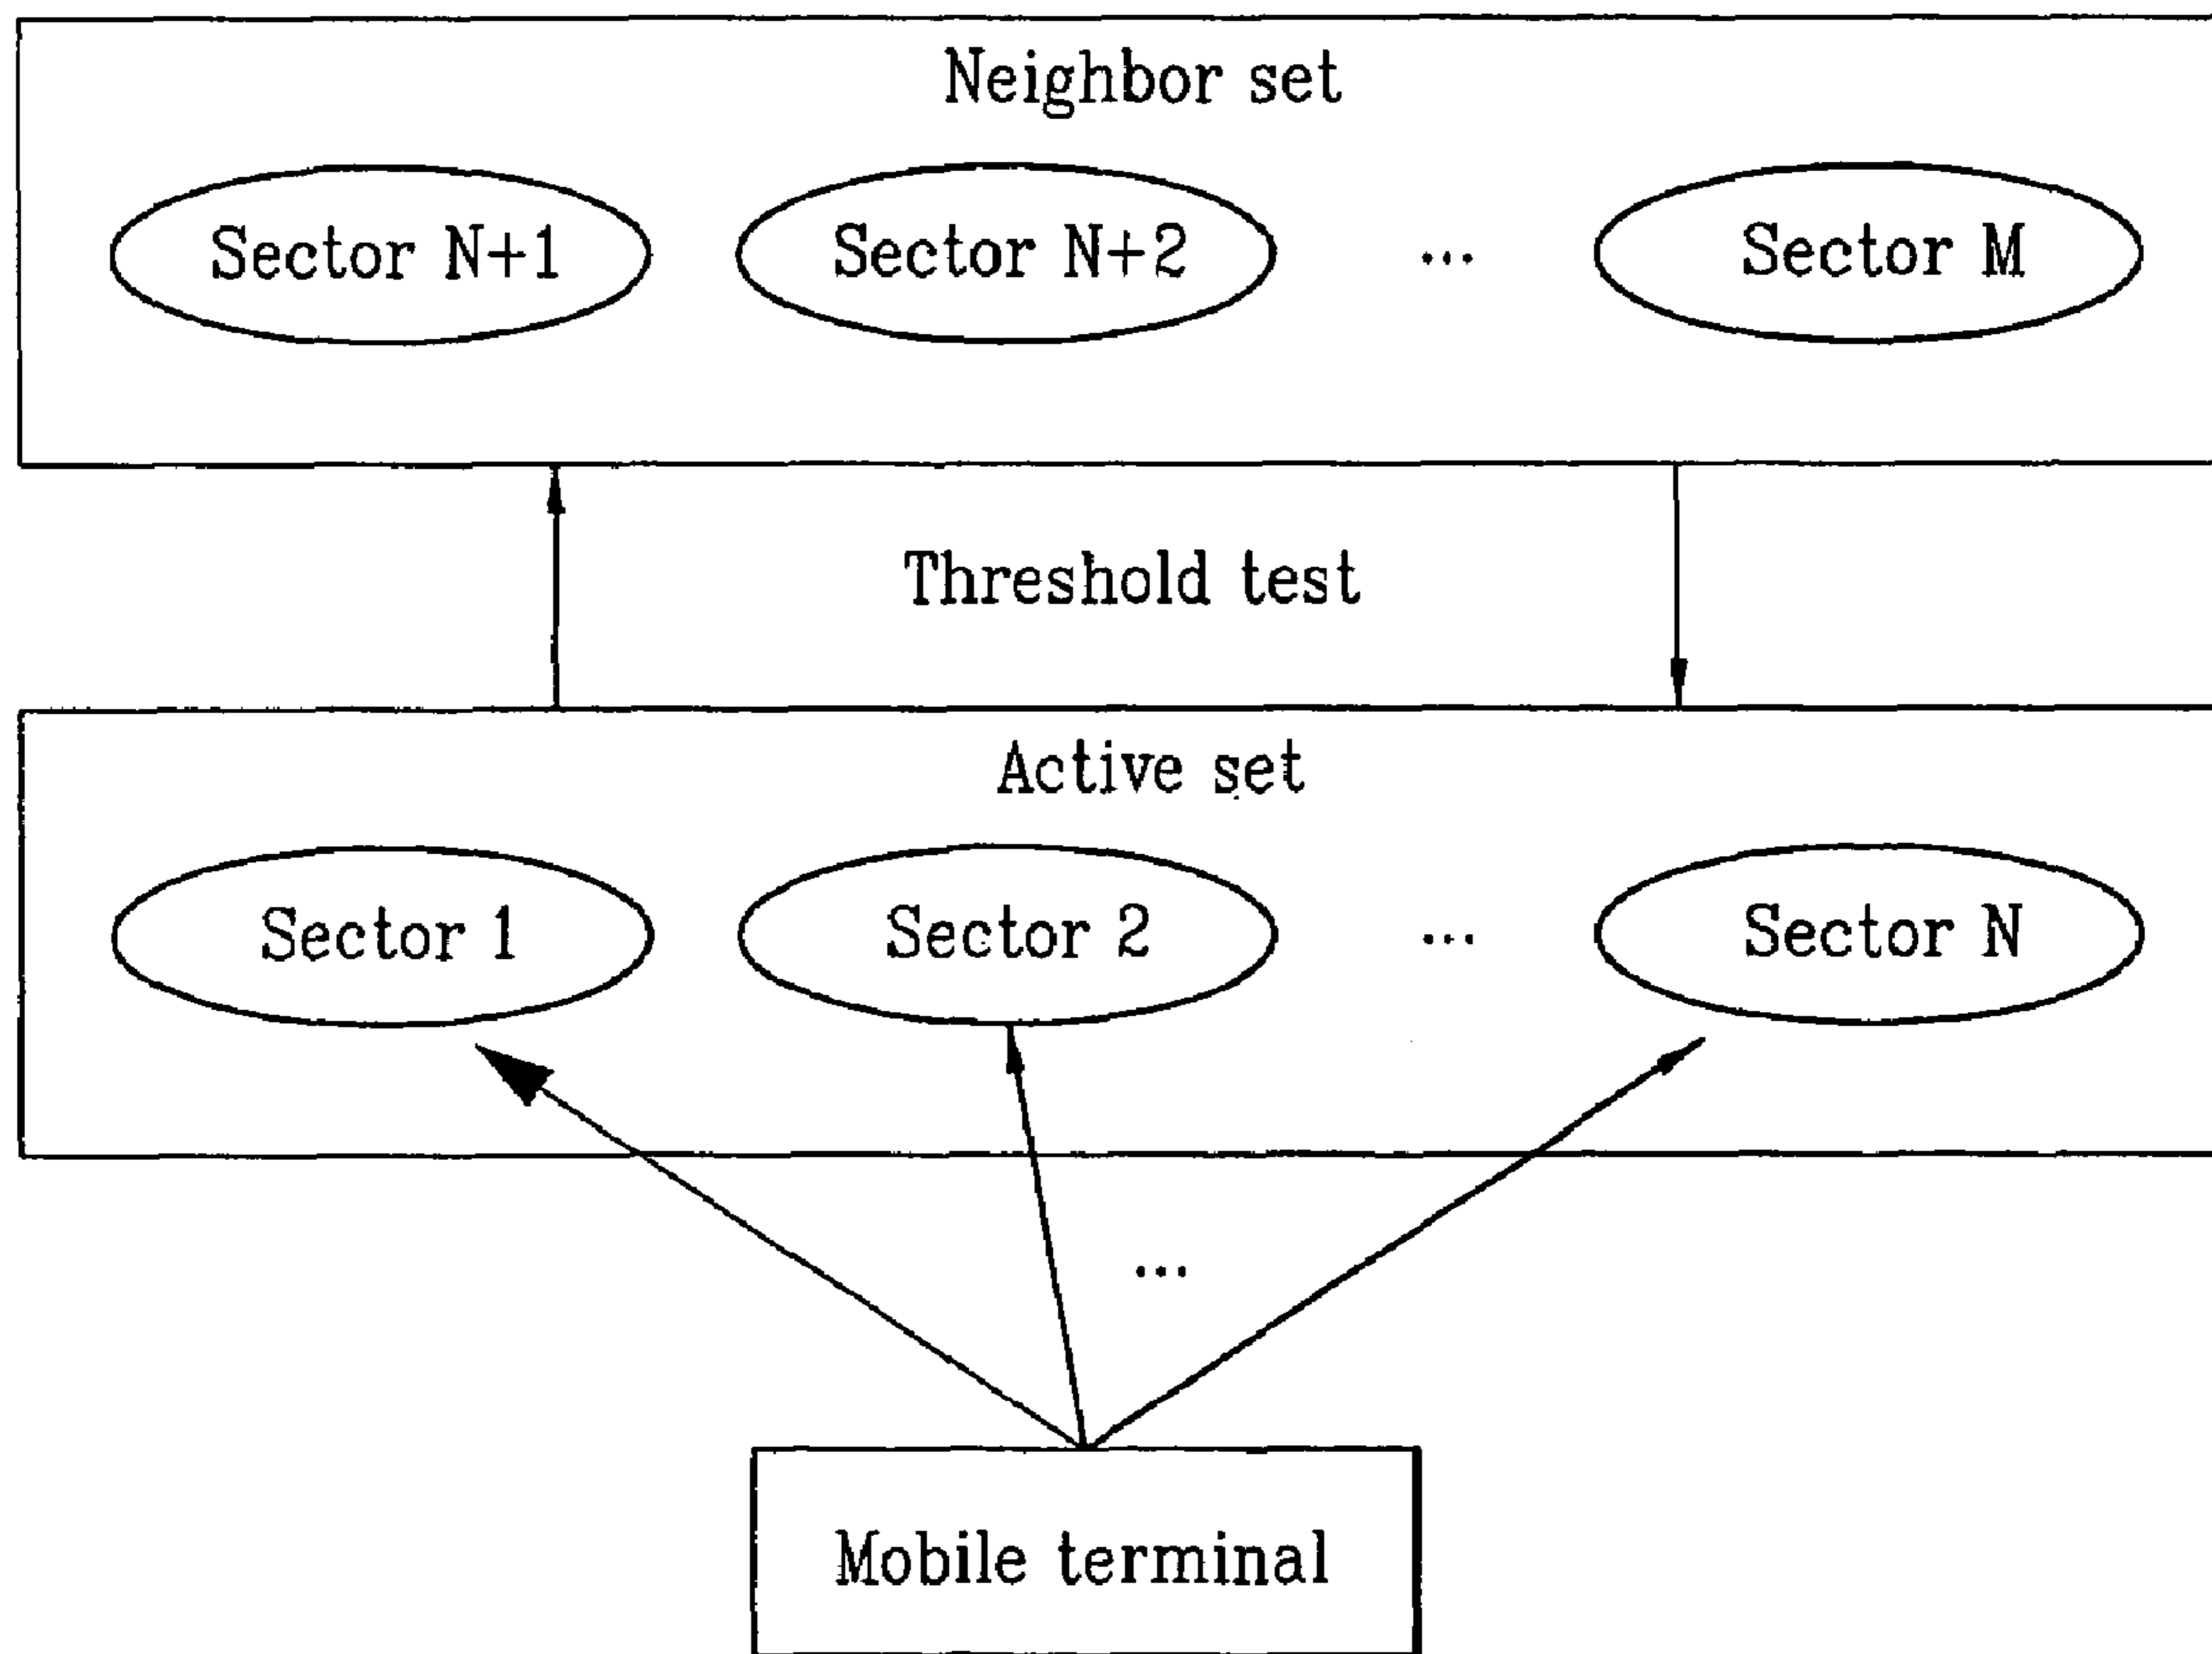 Neighbor set
Sector N+1
Sector N+2
...
Sector M
Threshold test
Active set
Sector 1
Sector 2
...
Sector N
...
Mobile terminal